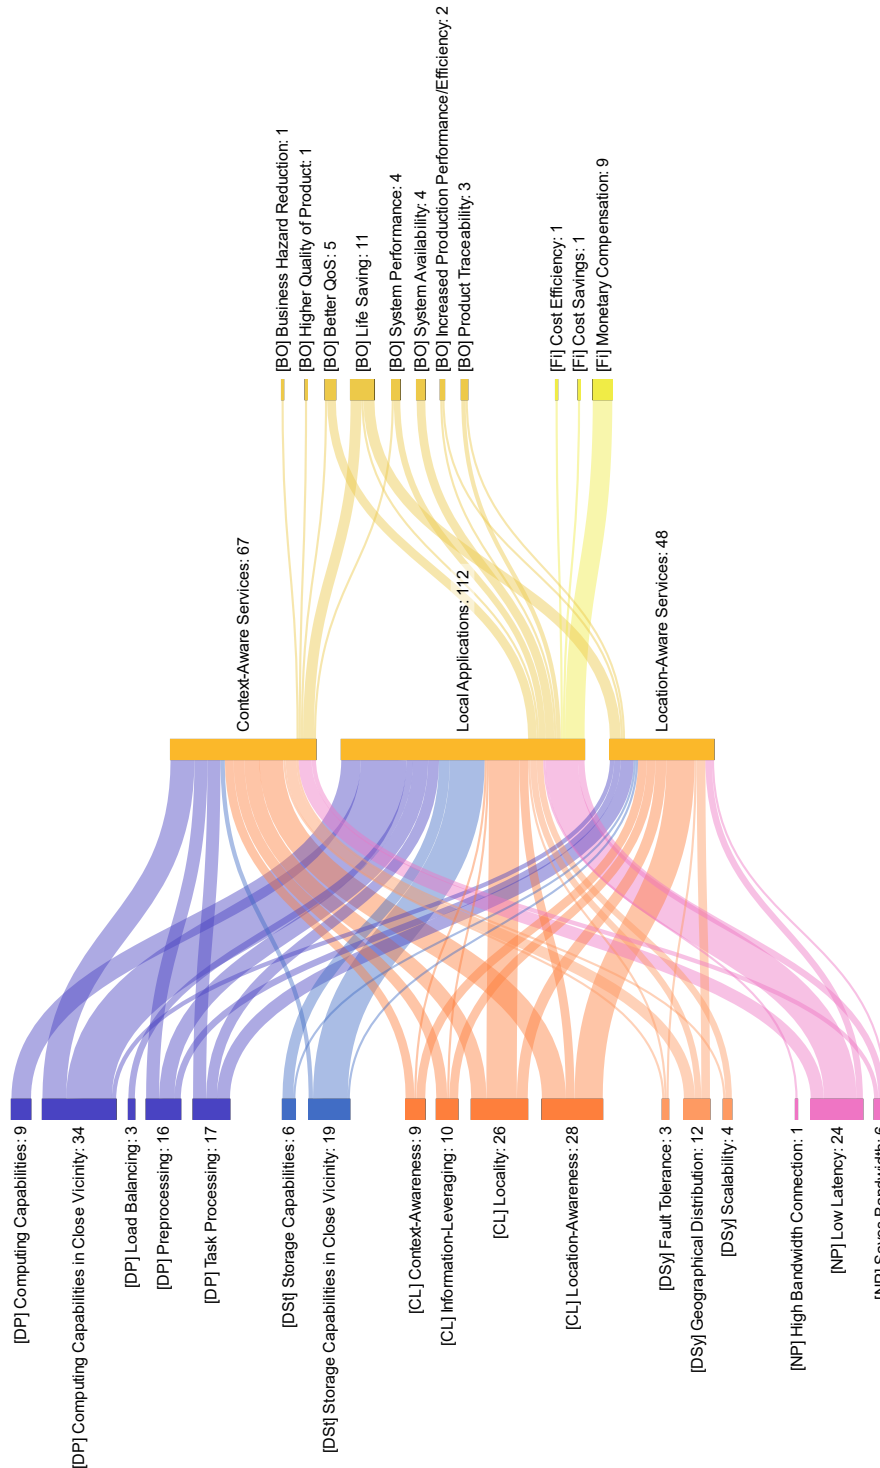 [BO] Business Hazard Reduction: 1
[BO] Higher Quality of Product: 1
[BO] Better QoS: 5
[BO] Life Saving: 11
[BO] System Performance: 4
[BO] System Availability: 4
[BO] Increased Production Performance/Efficiency: 2
[BO] Product Traceability: 3
[Fi] Cost Efficiency: 1
[Fi] Cost Savings: 1
[Fi] Monetary Compensation: 9
Context-Aware Services: 67
Local Applications: 112
Location-Aware Services: 48
[DP] Computing Capabilities: 9
[DP] Computing Capabilities in Close Vicinity: 34
[DP] Load Balancing: 3
[DP] Preprocessing: 16
[DP] Task Processing: 17
[DSt] Storage Capabilities: 6
[DSt] Storage Capabilities in Close Vicinity: 19
[CL] Context-Awareness: 9
[CL] Information-Leveraging: 10
[CL] Locality: 26
[CL] Location-Awareness: 28
[DSy] Fault Tolerance: 3
[DSy] Geographical Distribution: 12
[DSy] Scalability: 4
[NP] High Bandwidth Connection: 1
[NP] Low Latency: 24